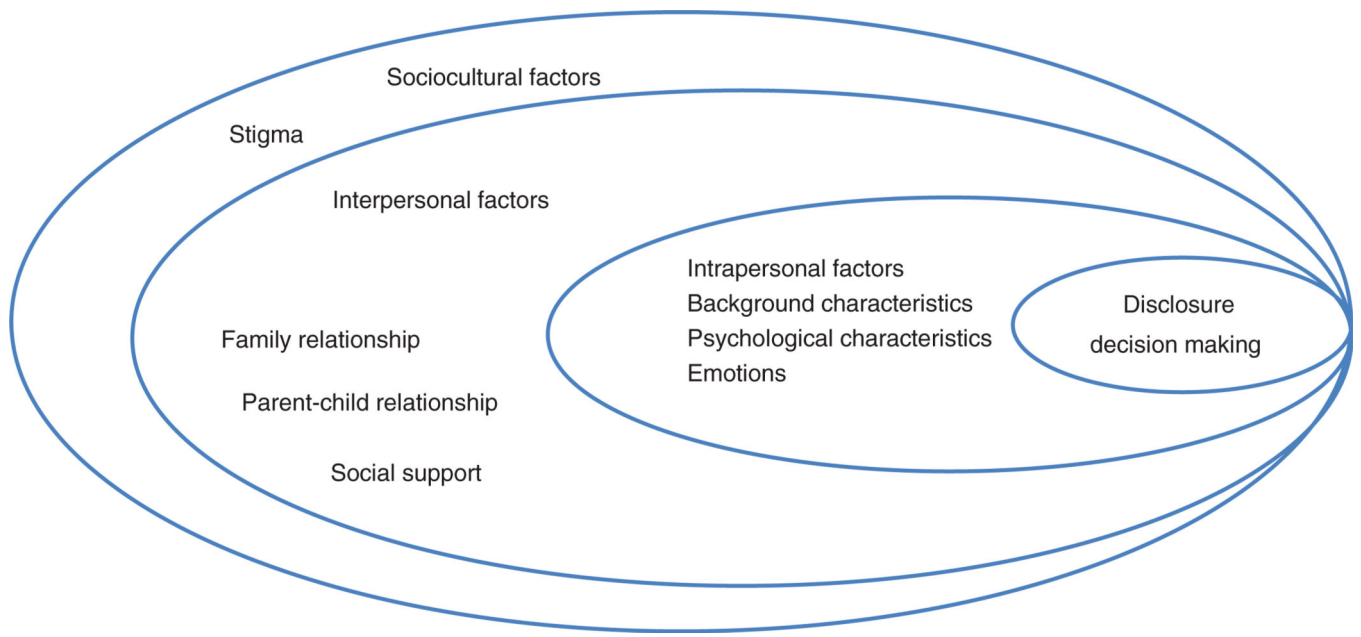 Sociocultural factors
Stigma
Interpersonal factors
Family relationship
Parent-child relationship
Social support
Intrapersonal factors
Background characteristics
Psychological characteristics
Emotions
Disclosure
decision making